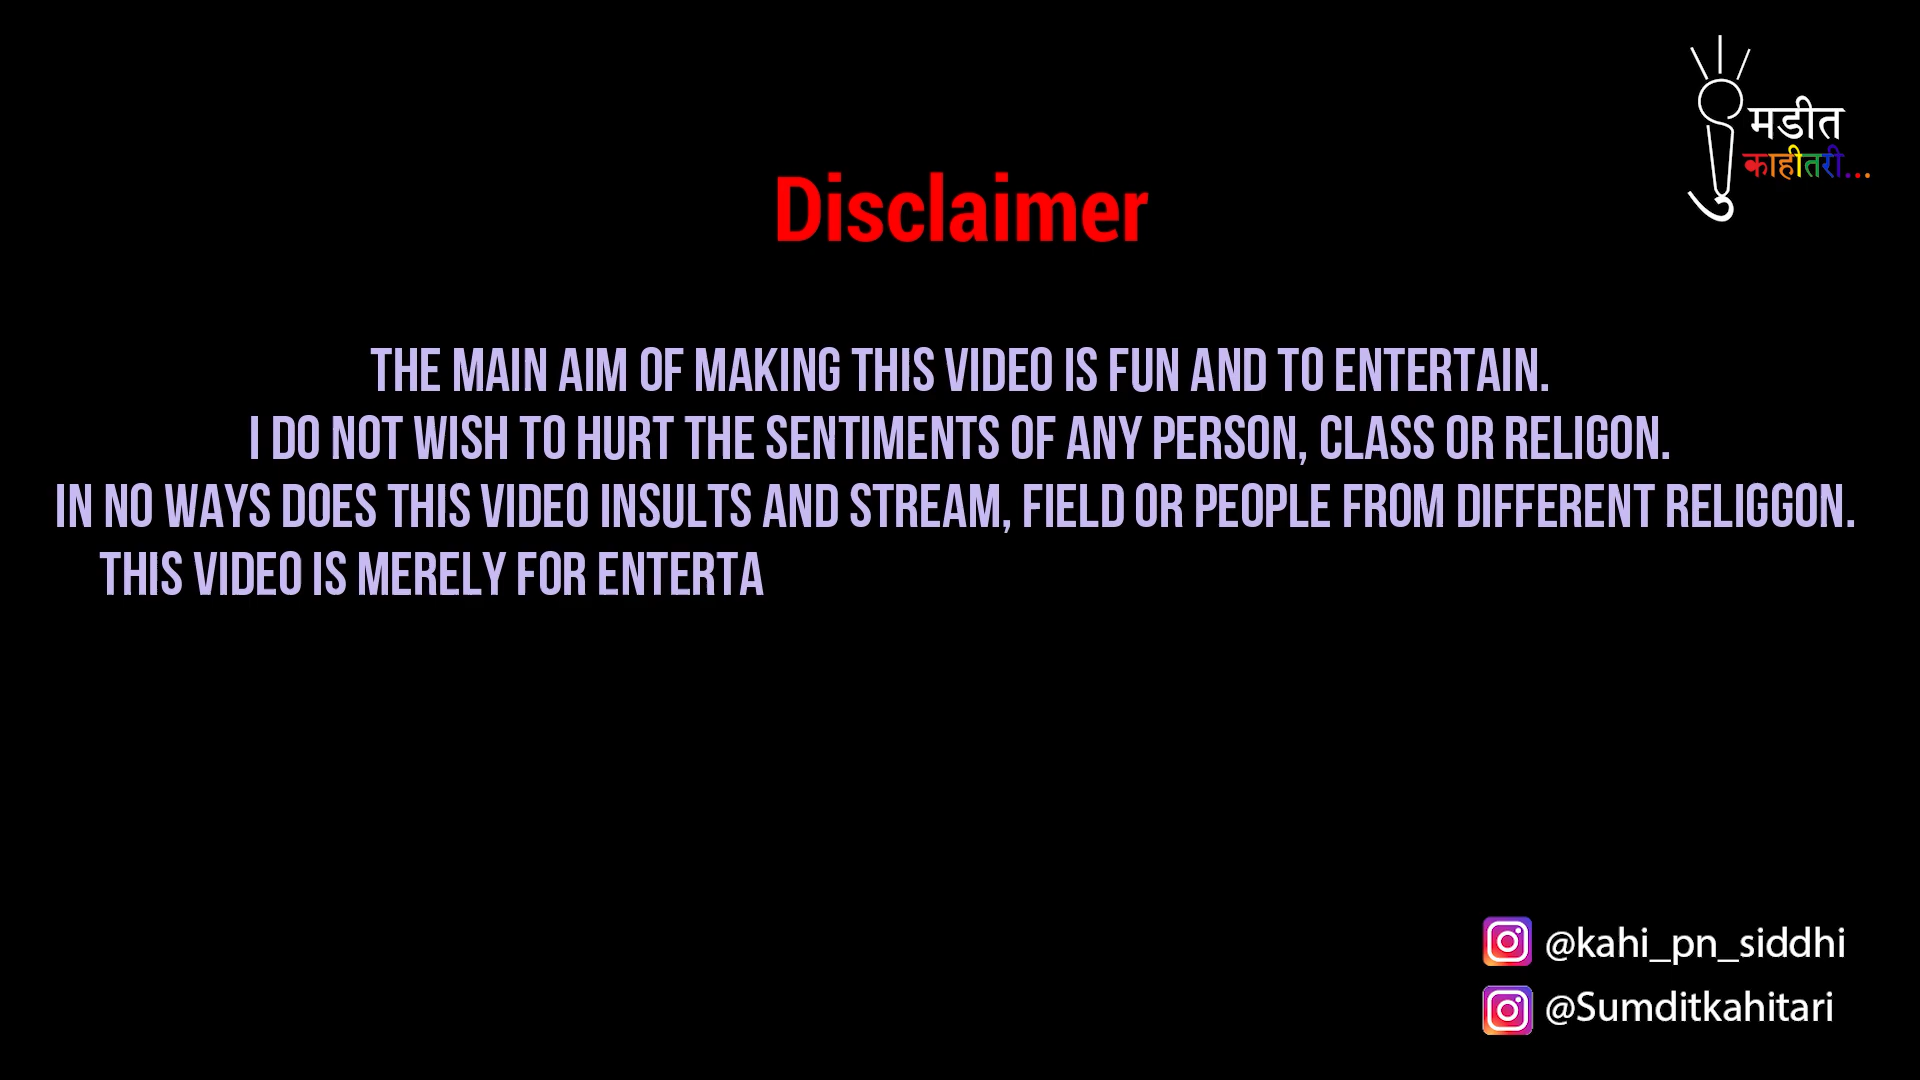 सुमडीत
काहीतरी...
Disclaimer
THE MAIN AIM OF MAKING THIS VIDEO IS FUN AND TO ENTERTAIN.
I DO NOT WISH TO HURT THE SENTIMENTS OF ANY PERSON, CLASS OR RELIGON.
IN NO WAYS DOES THIS VIDEO INSULTS AND STREAM, FIELD OR PEOPLE FROM DIFFERENT RELIGGON.
THIS VIDEO IS MERELY FOR ENTERTA
@kahi_pn_siddhi
@Sumditkahitari